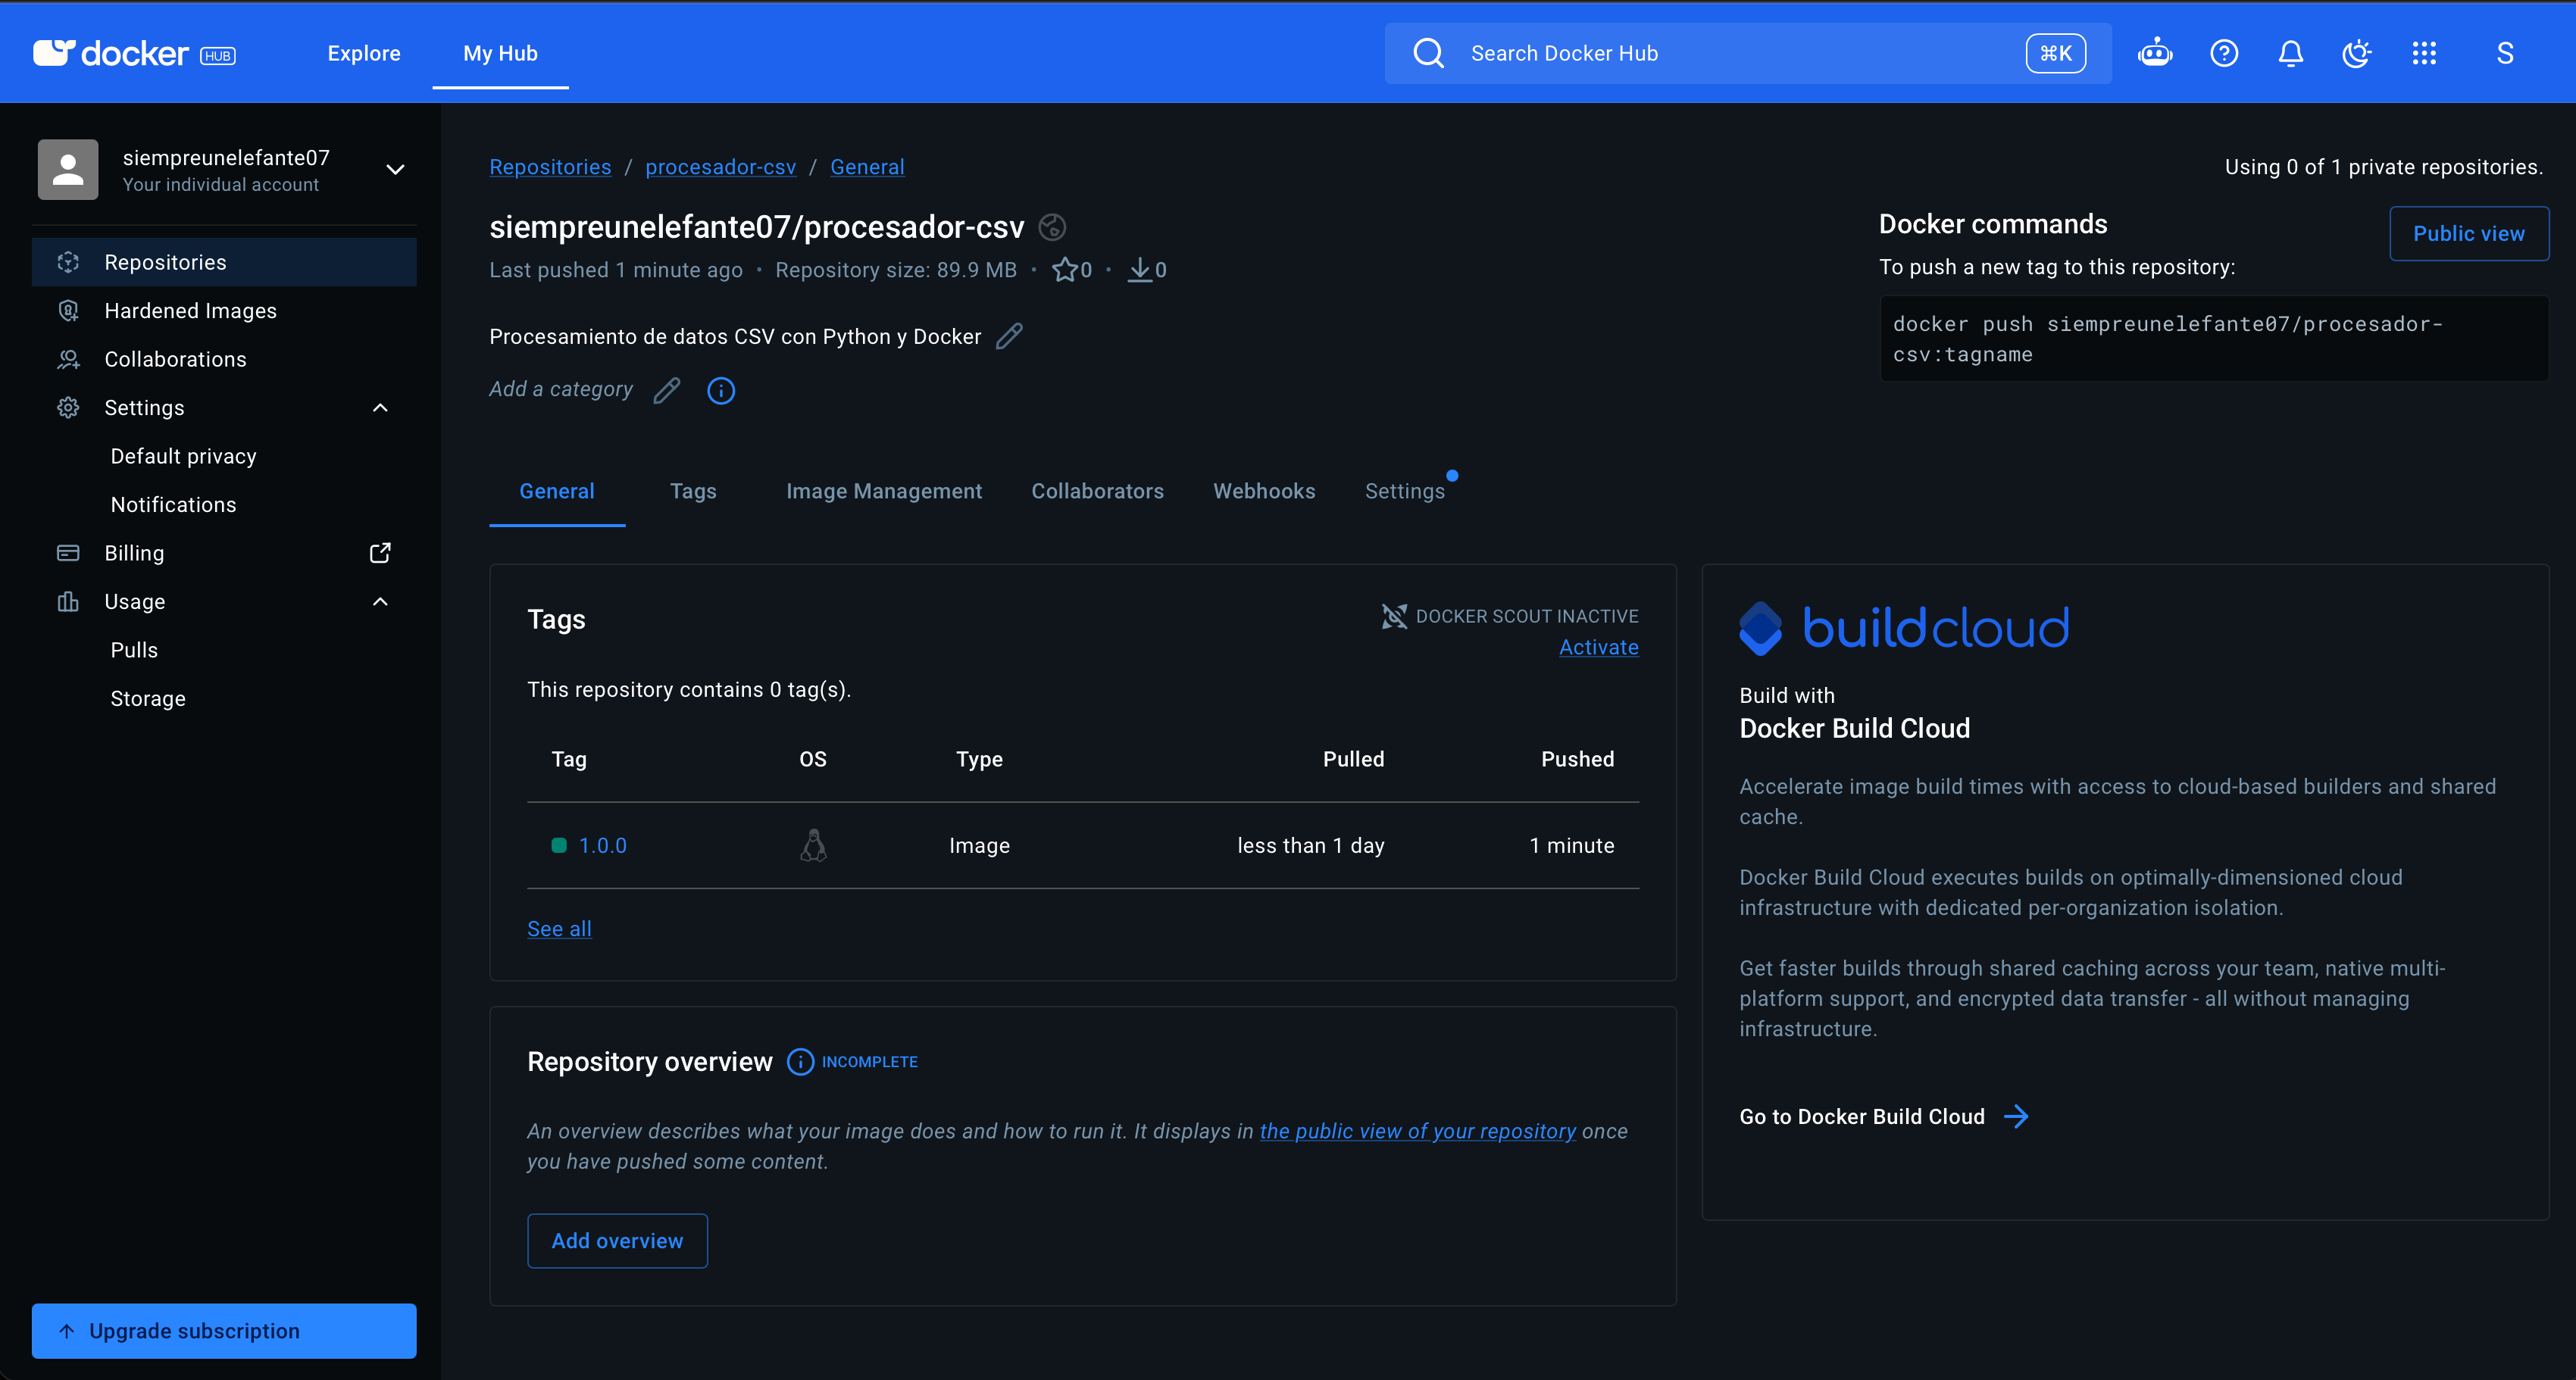 docker HUB
Explore
My Hub
Search Docker Hub
⌘K
S
siempreunelefante07
Your individual account
Repositories
Hardened Images
Collaborations
Settings
Default privacy
Notifications
Billing
Usage
Pulls
Storage
Upgrade subscription
Repositories / procesador-csv / General
Using 0 of 1 private repositories.
siempreunelefante07/procesador-csv
Last pushed 1 minute ago • Repository size: 89.9 MB • 0 • 0
Procesamiento de datos CSV con Python y Docker
Add a category
Docker commands
Public view
To push a new tag to this repository:
docker push siempreunelefante07/procesador-
csv:tagname
General
Tags
Image Management
Collaborators
Webhooks
Settings
Tags
DOCKER SCOUT INACTIVE
Activate
This repository contains 0 tag(s).
Tag OS Type Pulled Pushed
1.0.0 Image less than 1 day 1 minute
See all
Repository overview INCOMPLETE
An overview describes what your image does and how to run it. It displays in the public view of your repository once
you have pushed some content.
Add overview
buildcloud
Build with
Docker Build Cloud
Accelerate image build times with access to cloud-based builders and shared
cache.
Docker Build Cloud executes builds on optimally-dimensioned cloud
infrastructure with dedicated per-organization isolation.
Get faster builds through shared caching across your team, native multi-
platform support, and encrypted data transfer - all without managing
infrastructure.
Go to Docker Build Cloud